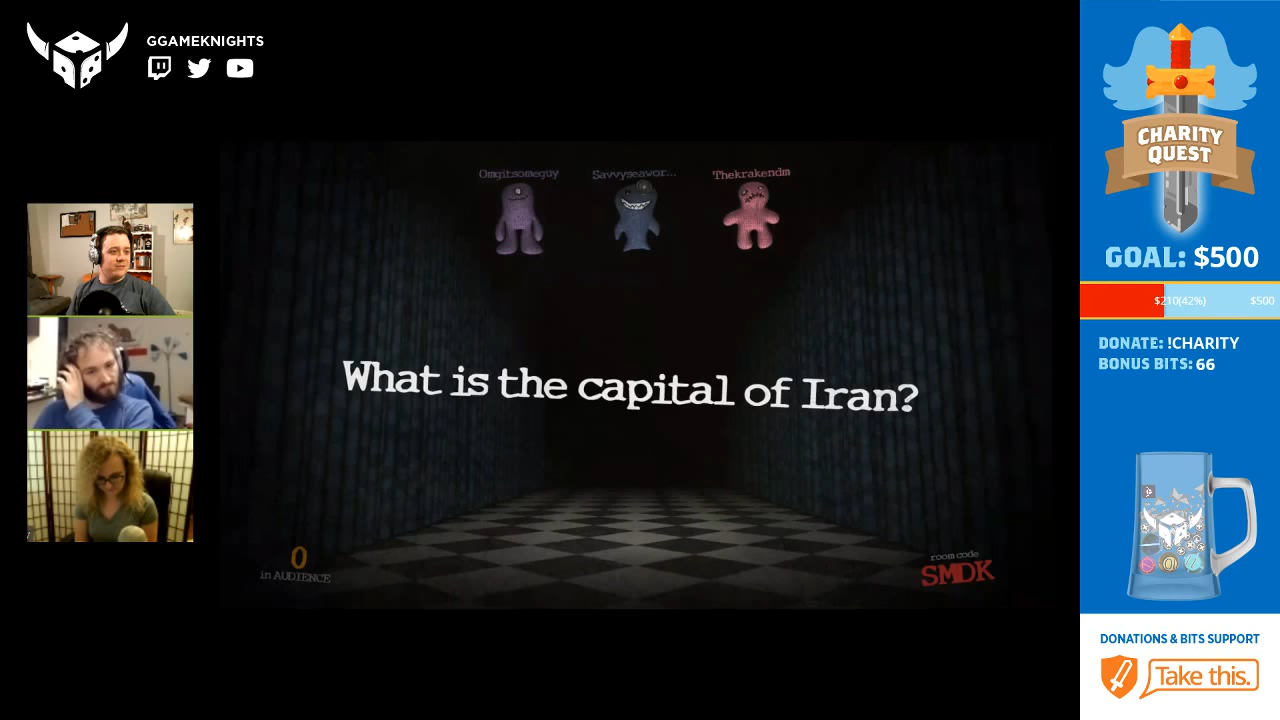 GGAMEKNIGHTS
Omgitsomeguy
Savvyseawor...
Thekrakendm
What is the capital of Iran?
0
in AUDIENCE
room code
SMDK
CHARITY
QUEST
GOAL: $500
$210(42%)
$500
DONATE: !CHARITY
BONUS BITS: 66
DONATIONS & BITS SUPPORT
Take this.